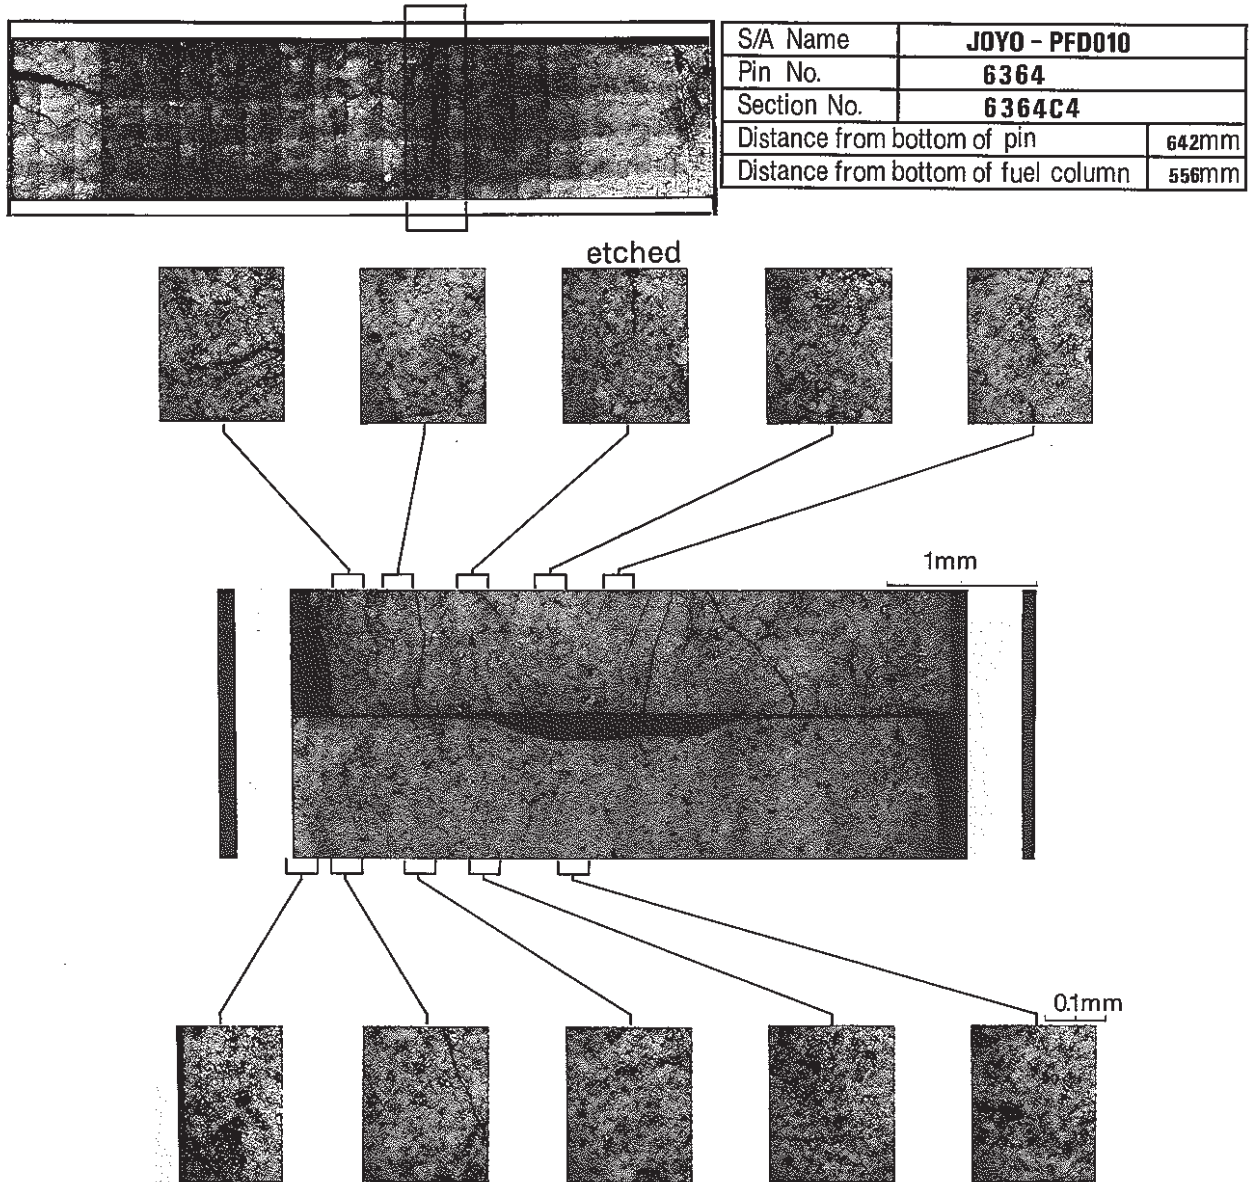 S/A Name JOYO - PFD010
Pin No. 6364
Section No. 6364C4
Distance from bottom of pin 642mm
Distance from bottom of fuel column 556mm
etched
1mm
0.1mm